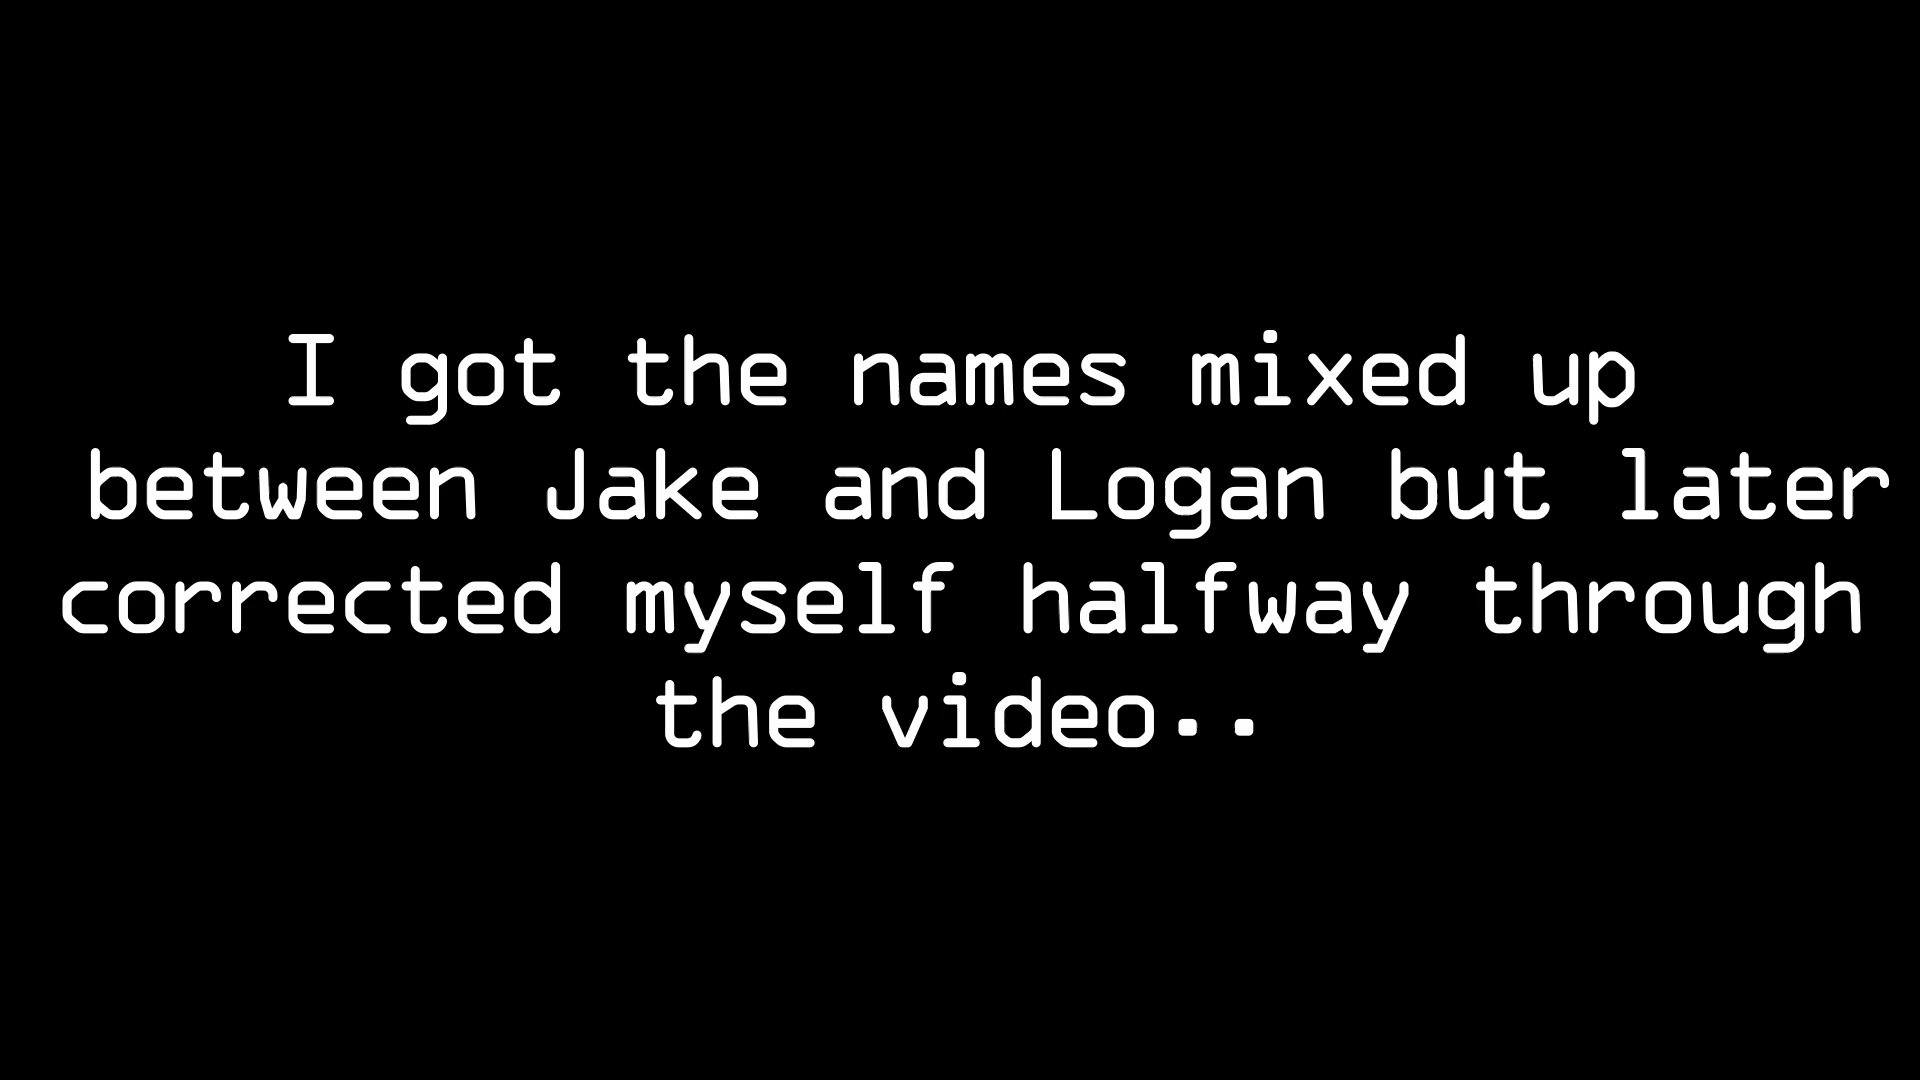 I got the names mixed up
between Jake and Logan but later
corrected myself halfway through
the video..